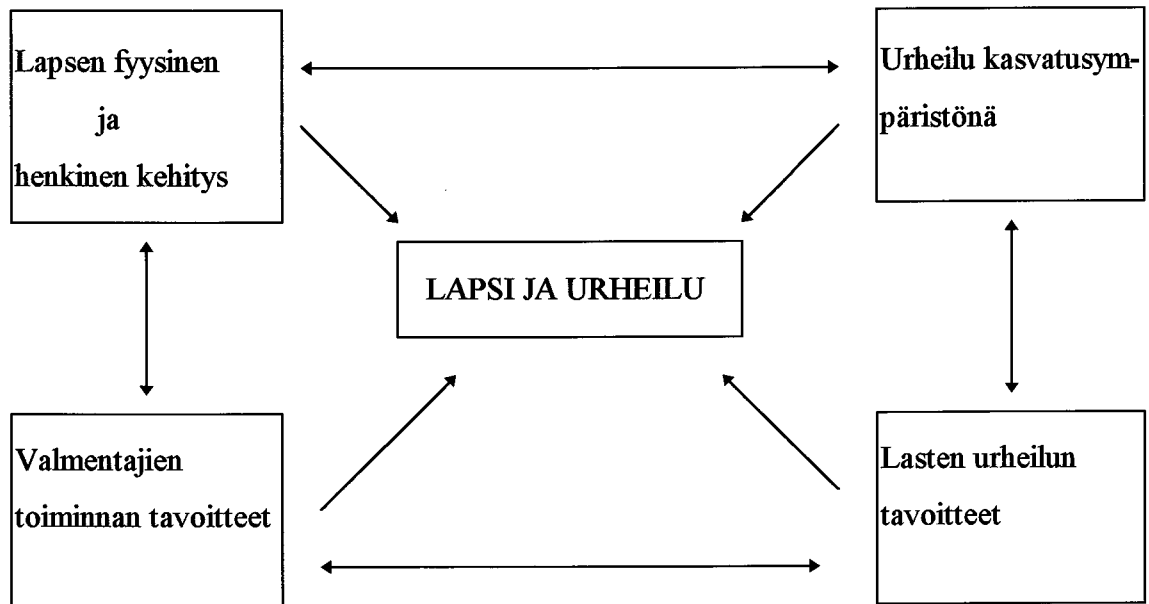 Lapsen fyysinen
ja
henkinen kehitys
Urheilu kasvatusym-
päristönä
LAPSI JA URHEILU
Valmentajien
toiminnan tavoitteet
Lasten urheilun
tavoitteet